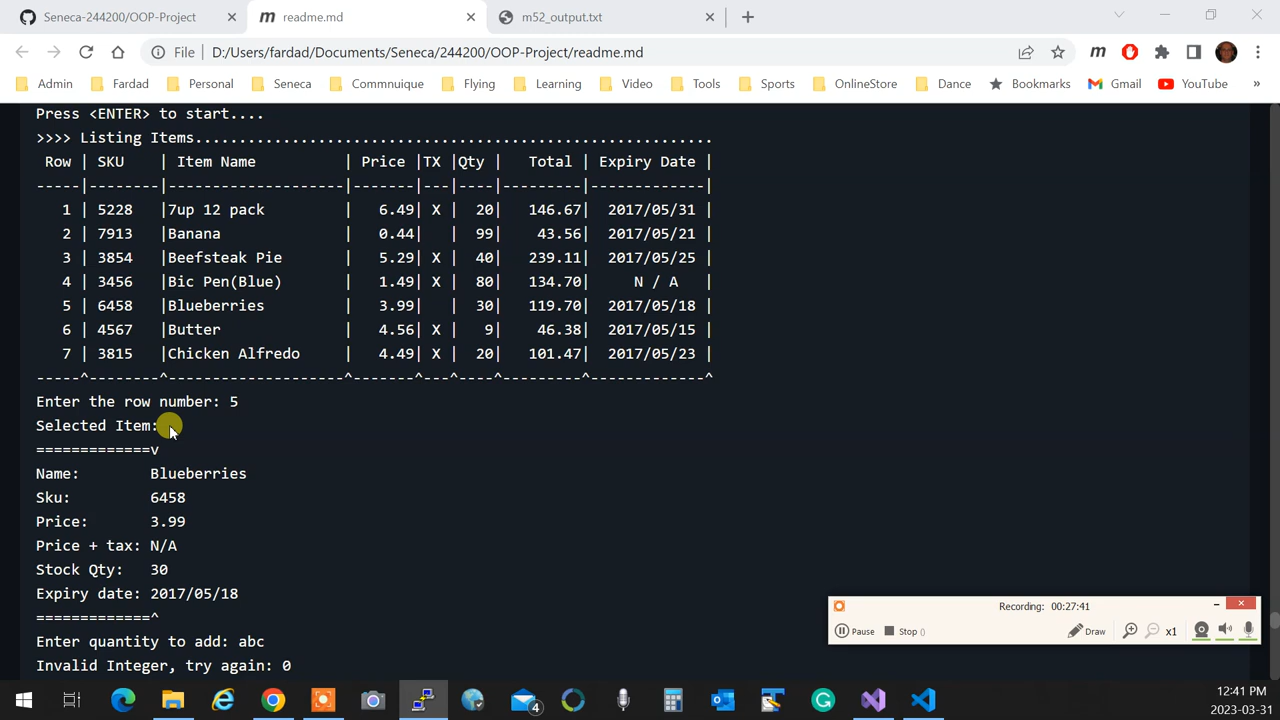 Seneca-244200/OOP-Project
readme.md
m52_output.txt
File D:/Users/fardad/Documents/Seneca/244200/OOP-Project/readme.md
Admin Fardad Personal Seneca Commnuique Flying Learning Video Tools Sports OnlineStore Dance Bookmarks Gmail YouTube »
Press <ENTER> to start....
>>>> Listing Items...........................................................
Row | SKU | Item Name | Price |TX |Qty | Total | Expiry Date |
-----|--------|--------------------|-------|---|----|---------|-------------|
1 | 5228 |7up 12 pack | 6.49| X | 20| 146.67| 2017/05/31 |
2 | 7913 |Banana | 0.44| | 99| 43.56| 2017/05/21 |
3 | 3854 |Beefsteak Pie | 5.29| X | 40| 239.11| 2017/05/25 |
4 | 3456 |Bic Pen(Blue) | 1.49| X | 80| 134.70| N / A |
5 | 6458 |Blueberries | 3.99| | 30| 119.70| 2017/05/18 |
6 | 4567 |Butter | 4.56| X | 9| 46.38| 2017/05/15 |
7 | 3815 |Chicken Alfredo | 4.49| X | 20| 101.47| 2017/05/23 |
-----^--------^--------------------^-------^---^----^---------^-------------^
Enter the row number: 5
Selected Item:
=============v
Name: Blueberries
Sku: 6458
Price: 3.99
Price + tax: N/A
Stock Qty: 30
Expiry date: 2017/05/18
=============^
Enter quantity to add: abc
Invalid Integer, try again: 0
Recording: 00:27:41
Pause Stop () Draw x1
4
12:41 PM
2023-03-31